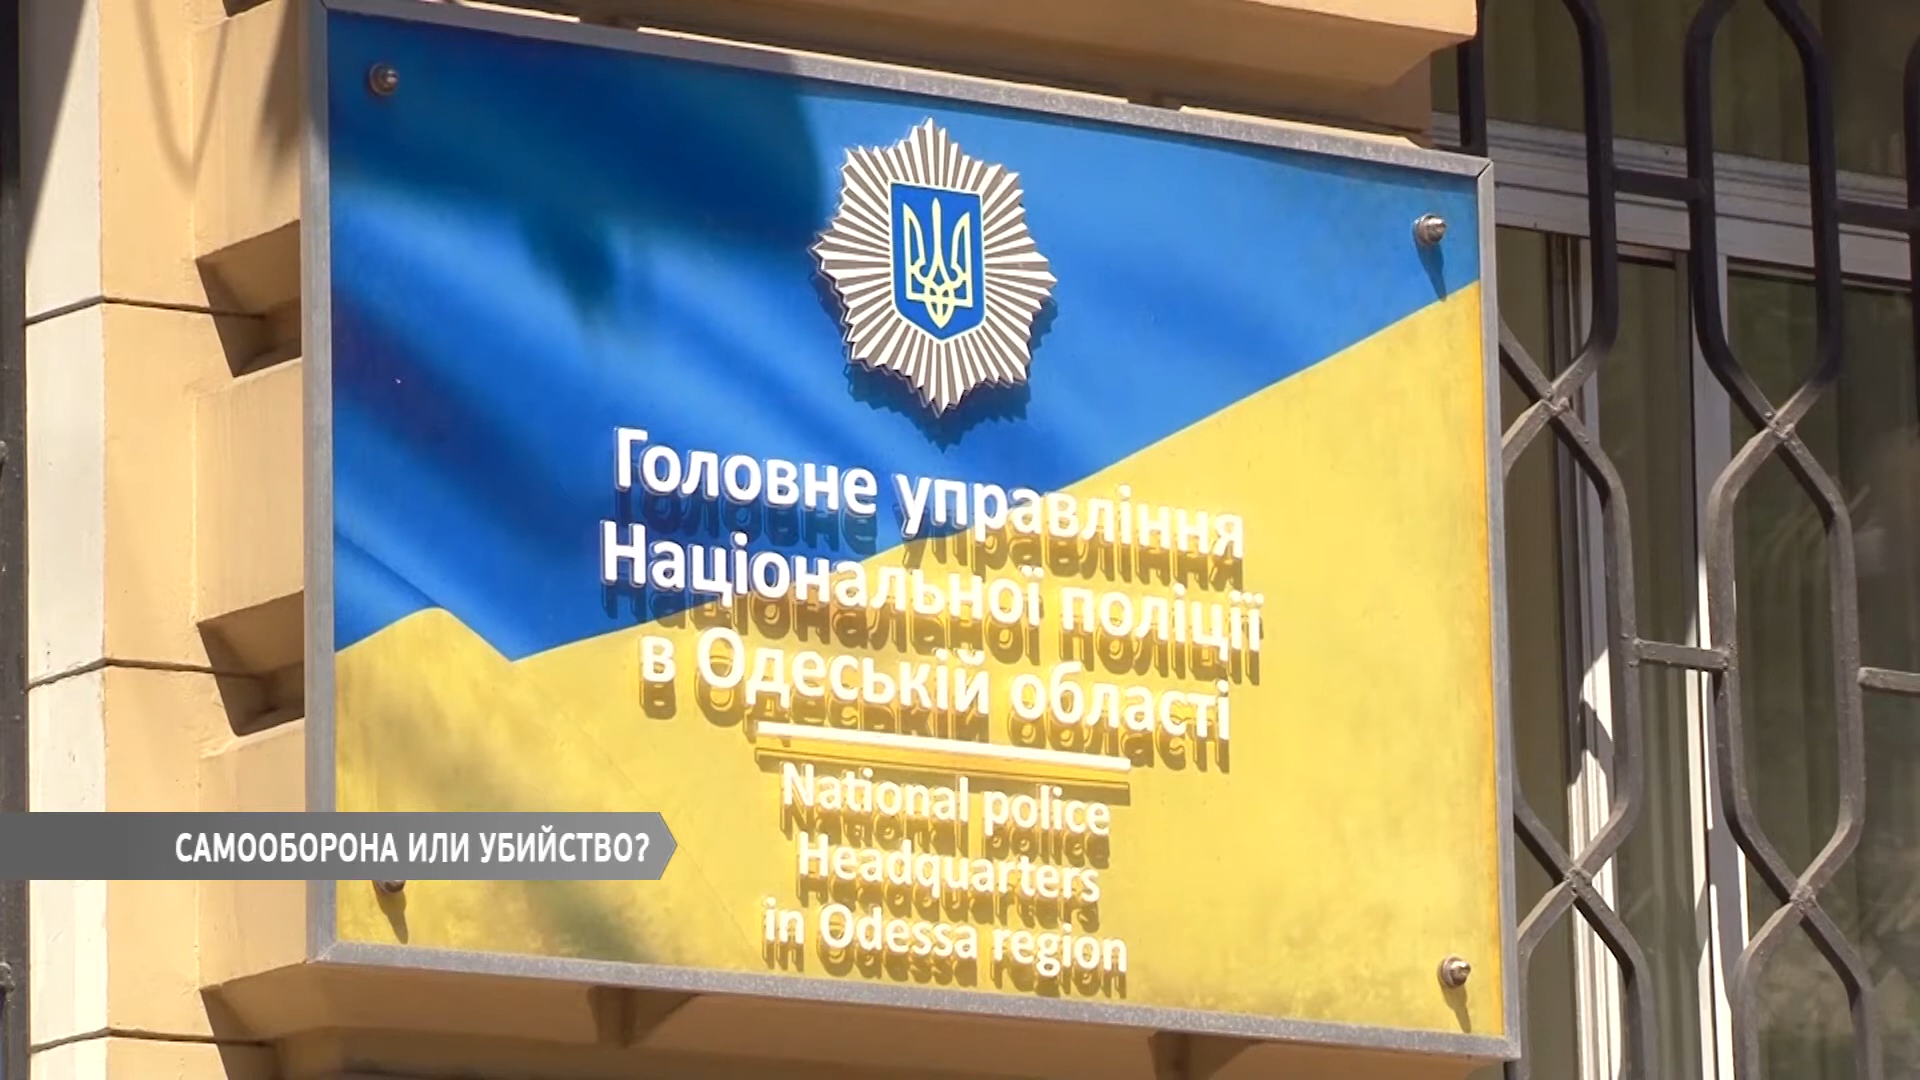 Головне управління
Національної поліції
в Одеській області
National police
Headquarters
in Odessa region
САМООБОРОНА ИЛИ УБИЙСТВО?